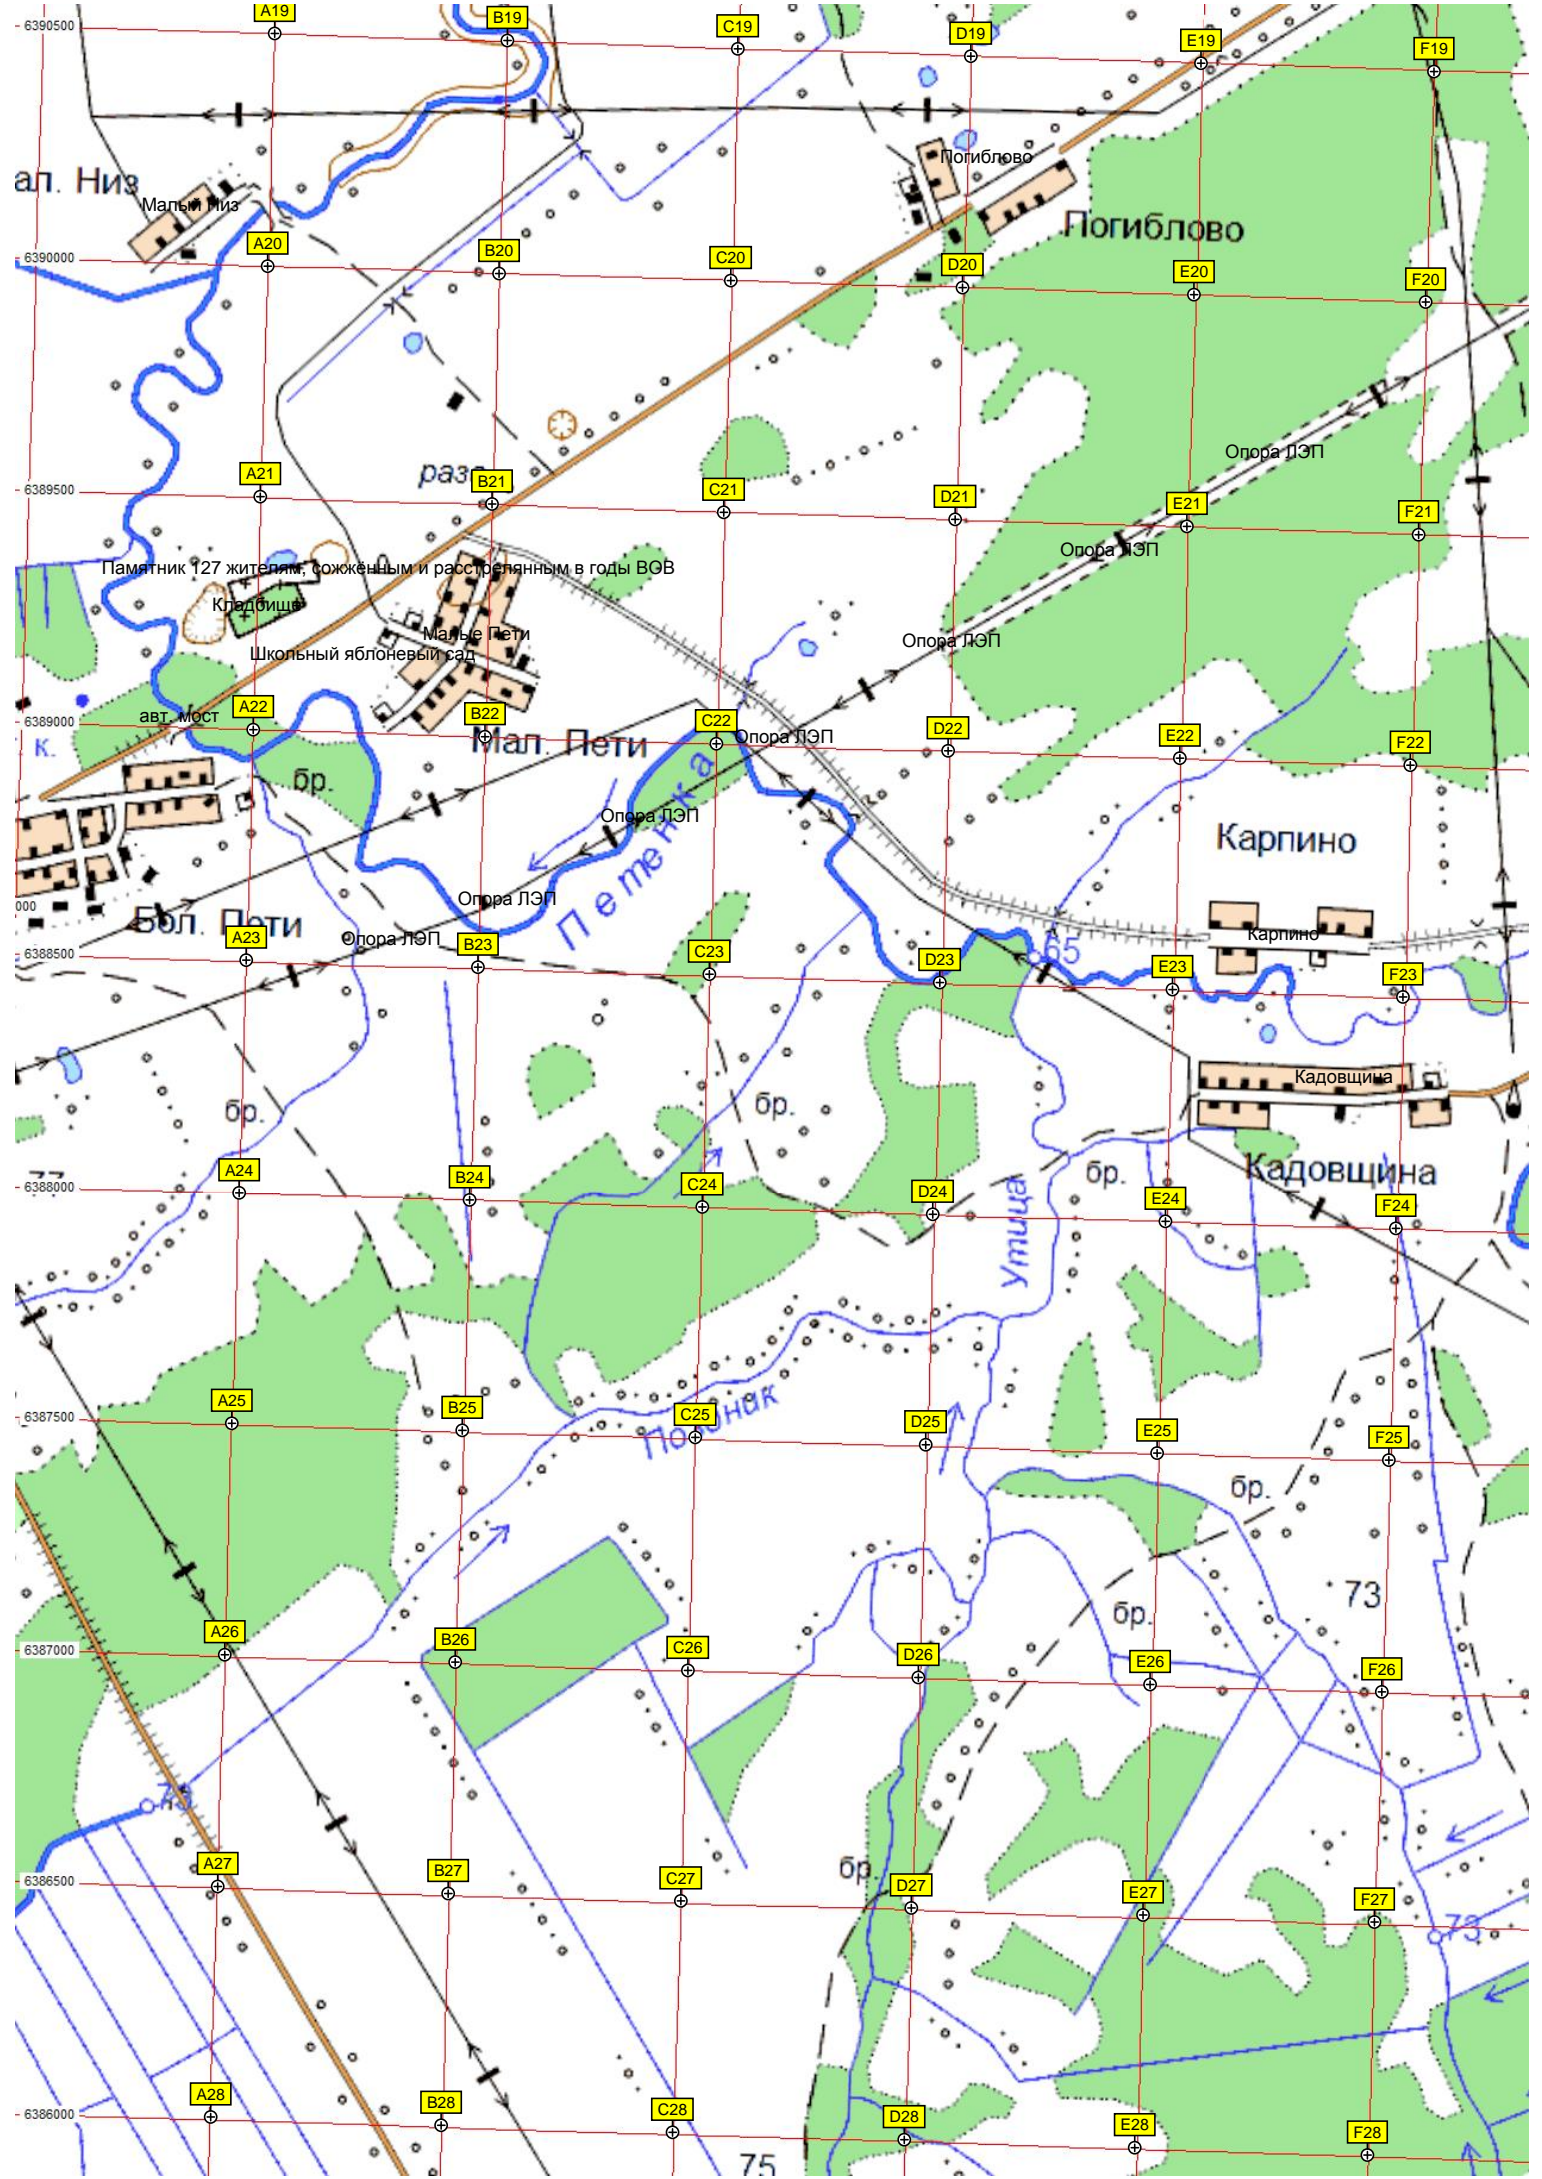 A19
B19
C19
D19
E19
F19
6390500
Погиблово
ал. Низ
Малый Низ
Погиблово
A20
B20
C20
D20
E20
F20
6390000
Опора ЛЭП
A21
B21
C21
D21
E21
F21
6389500
Опора ЛЭП
Памятник 127 жителям, сожжённым и расстрелянным в годы ВОВ
Кладбище
Малые Пети
Опора ЛЭП
Школьный яблоневый сад
A22
B22
C22
D22
E22
F22
6389000
авт. мост
к.
Мал. Пети
Опора ЛЭП
бр.
Опора ЛЭП
Петенка
Карпино
Опора ЛЭП
000
Бол. Пети
Опора ЛЭП
Карпино
A23
B23
C23
D23
E23
F23
6388500
65
Кадовщина
бр.
бр.
бр.
Кадовщина
77
A24
B24
C24
D24
E24
F24
6388000
Утица
A25
B25
C25
D25
E25
F25
6387500
бр.
73
бр.
A26
B26
C26
D26
E26
F26
6387000
бр.
A27
B27
C27
D27
E27
F27
6386500
73
A28
B28
C28
D28
E28
F28
6386000
75